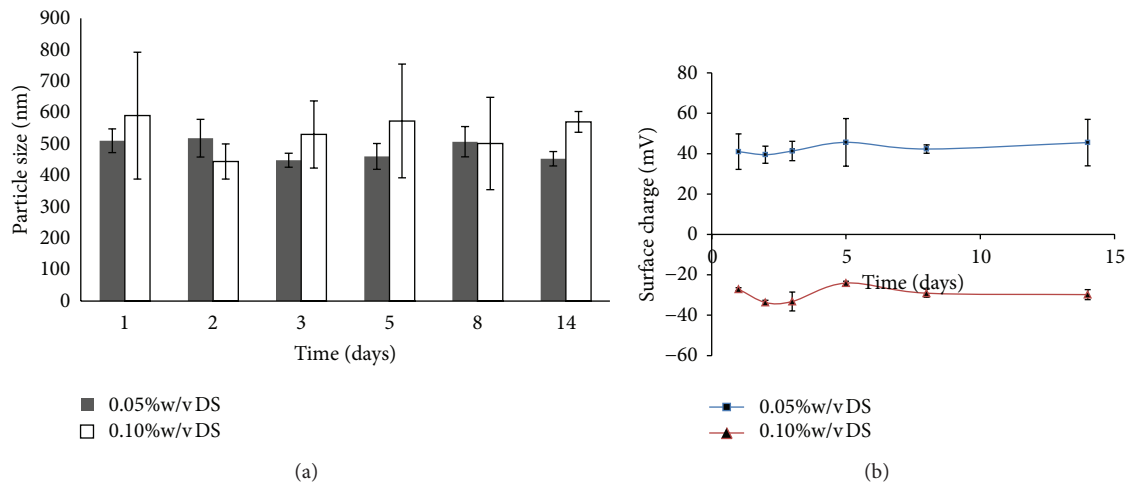 900
800
700
600
500
400
300
200
100
0
Particle size (nm)
1 2 3 5 8 14
Time (days)
0.05%w/v DS
0.10%w/v DS
(a)
80
60
40
20
0
−20
−40
−60
Surface charge (mV)
0 5 10 15
Time (days)
0.05%w/v DS
0.10%w/v DS
(b)